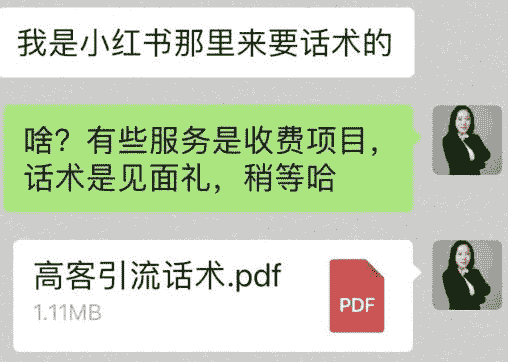 我是小红书那里来要话术的
啥？有些服务是收费项目，
话术是见面礼，稍等哈
高客引流话术.pdf
1.11MB
PDF